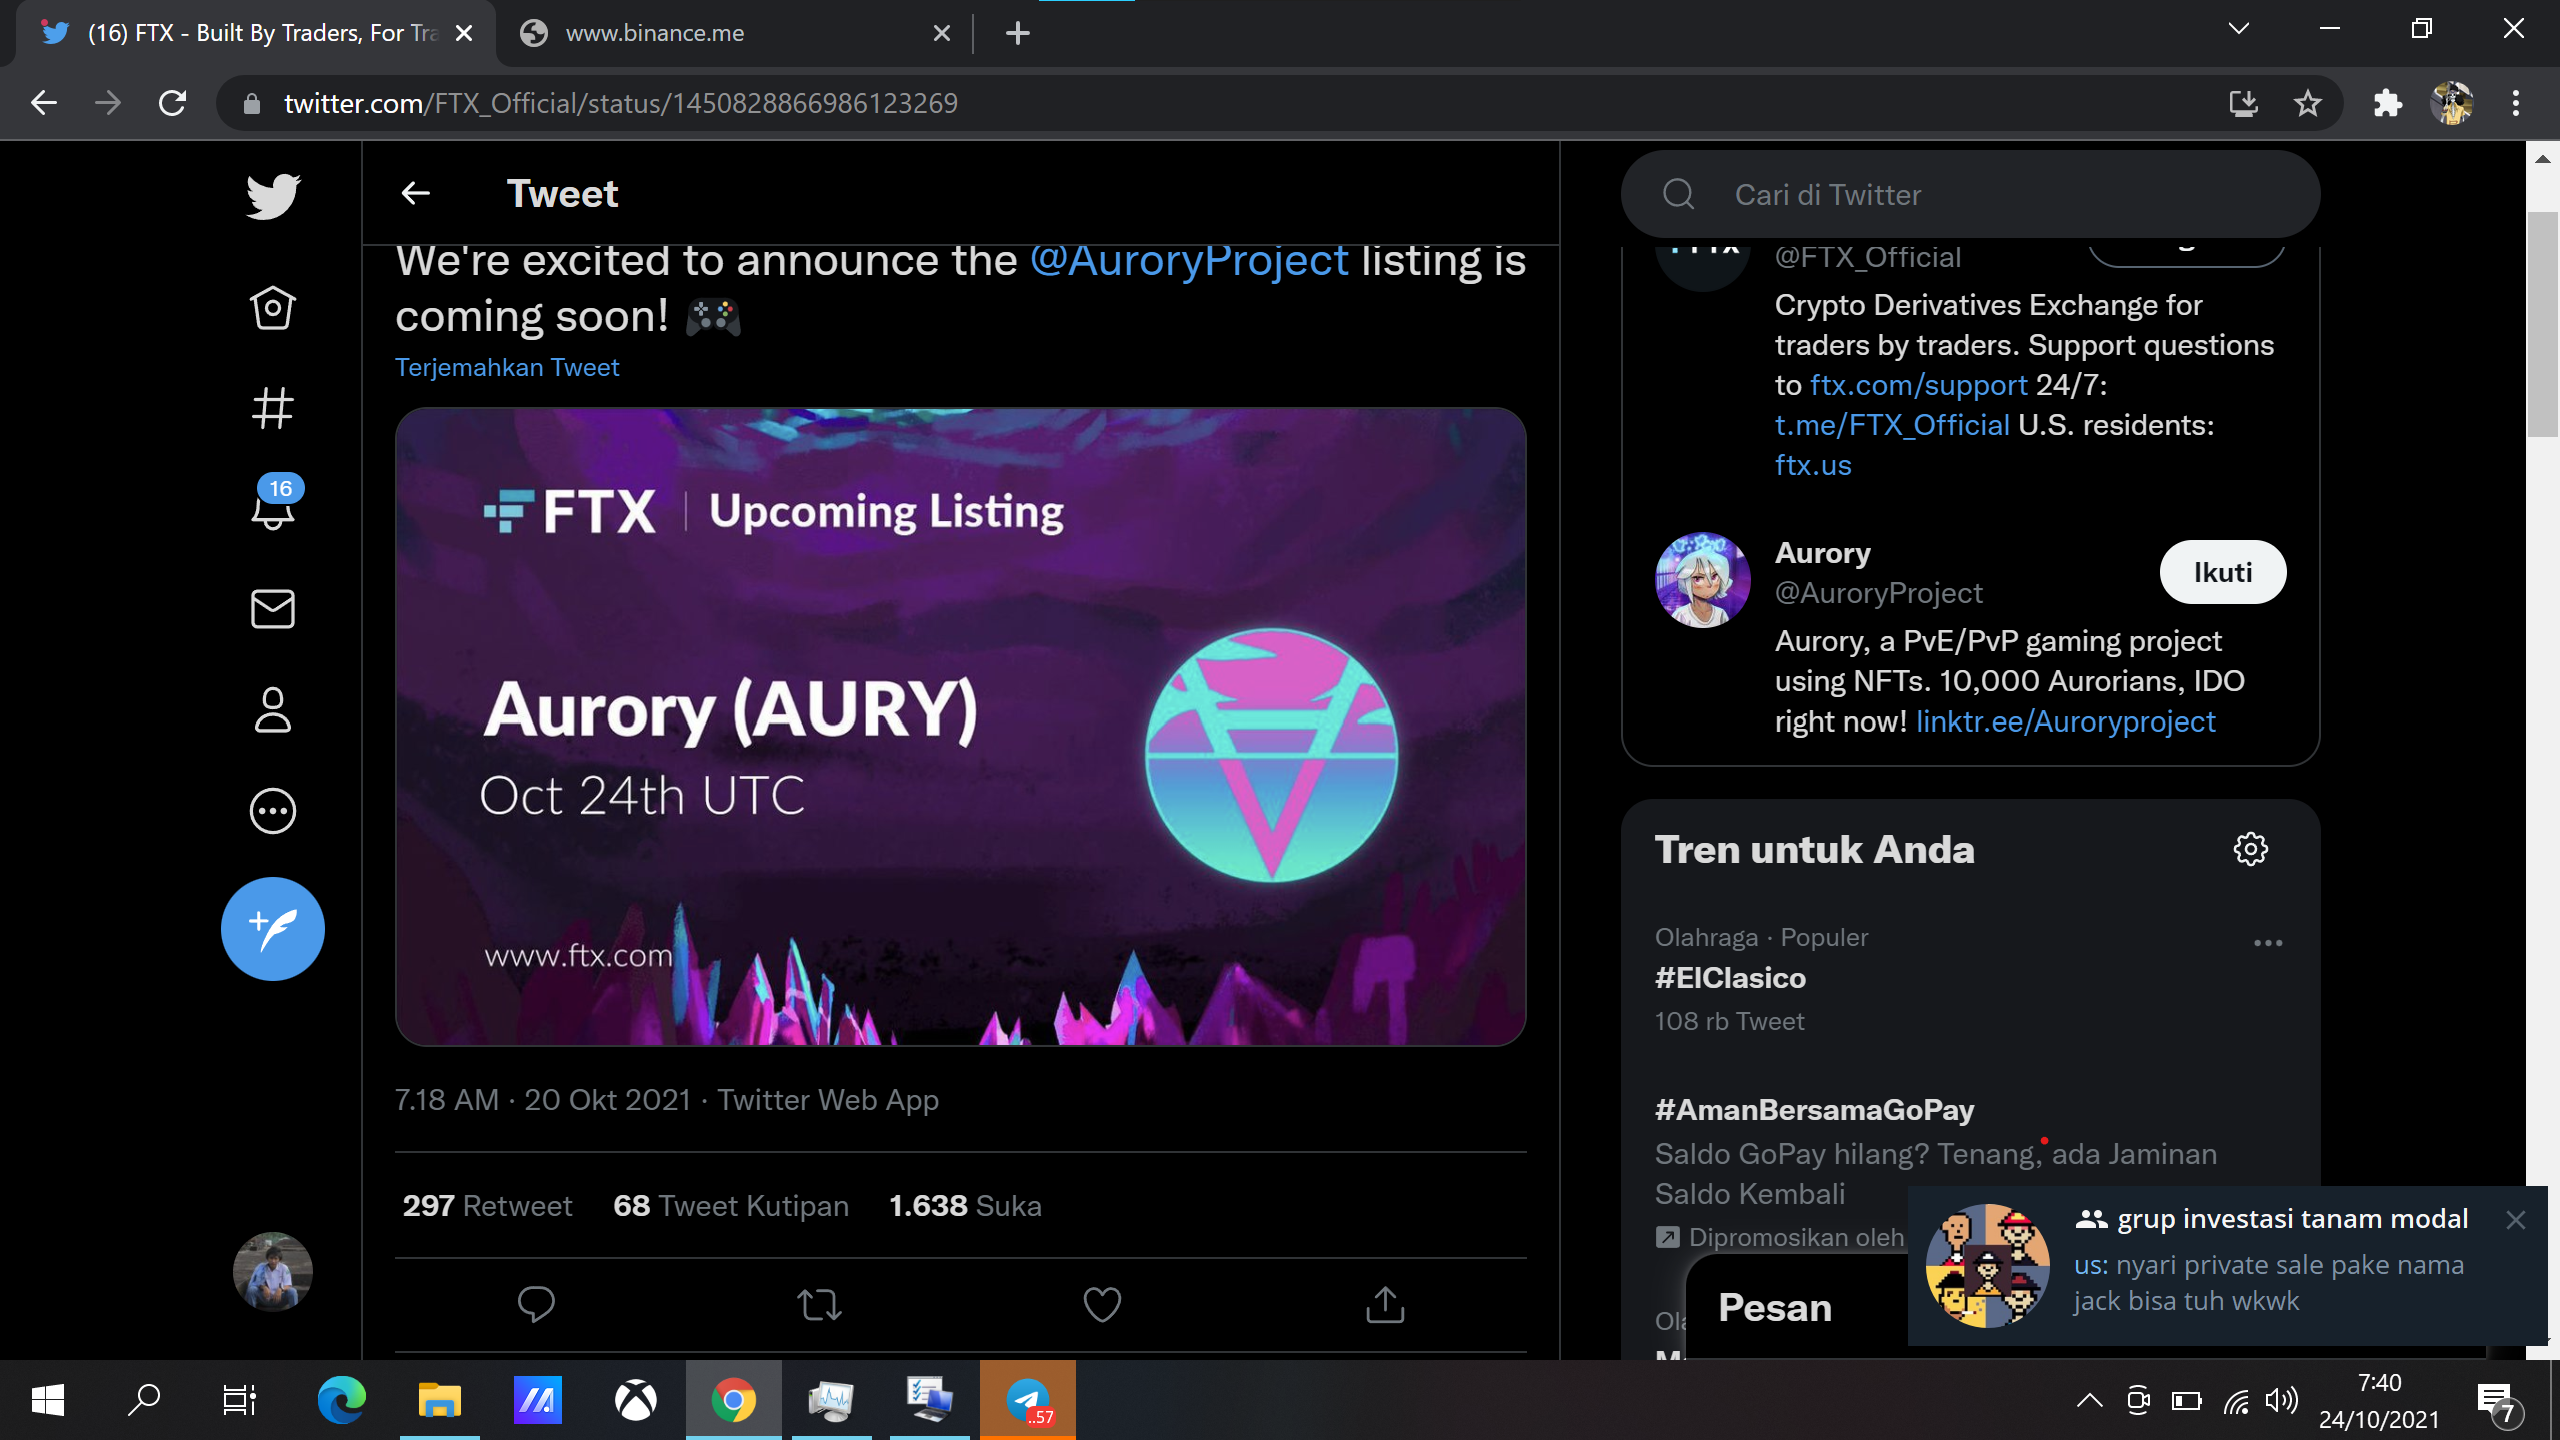 (16) FTX - Built By Traders, For Tra
www.binance.me
twitter.com/FTX_Official/status/1450828866986123269
Tweet
Cari di Twitter
We're excited to announce the @AuroryProject listing is
coming soon!
Terjemahkan Tweet
FTX | Upcoming Listing
Aurory (AURY)
Oct 24th UTC
www.ftx.com
7.18 AM · 20 Okt 2021 · Twitter Web App
297 Retweet 68 Tweet Kutipan 1.638 Suka
16
@FTX_Official
Crypto Derivatives Exchange for
traders by traders. Support questions
to ftx.com/support 24/7:
t.me/FTX_Official U.S. residents:
ftx.us
Aurory
@AuroryProject
Ikuti
Aurory, a PvE/PvP gaming project
using NFTs. 10,000 Aurorians, IDO
right now! linktr.ee/Auroryproject
Tren untuk Anda
Olahraga · Populer
#ElClasico
108 rb Tweet
#AmanBersamaGoPay
Saldo GoPay hilang? Tenang, ada Jaminan
Saldo Kembali
Dipromosikan oleh
Pesan
grup investasi tanam modal
us: nyari private sale pake nama
jack bisa tuh wkwk
..57
7:40
24/10/2021
7